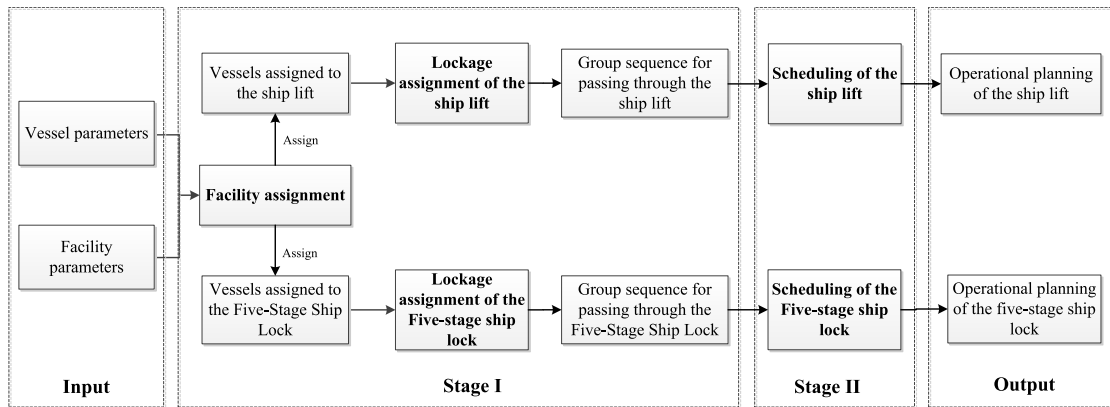 Vessel parameters
Facility
parameters
Input
Vessels assigned to
the ship lift
Assign
Facility assignment
Assign
Vessels assigned to
the Five-Stage Ship
Lock
Lockage
assignment of the
ship lift
Group sequence for
passing through the
ship lift
Lockage
assignment of the
Five-stage ship
lock
Group sequence for
passing through the
Five-Stage Ship Lock
Stage I
Scheduling of the
ship lift
Scheduling of the
Five-stage ship
lock
Stage II
Operational planning
of the ship lift
Operational planning
of the five-stage ship
lock
Output